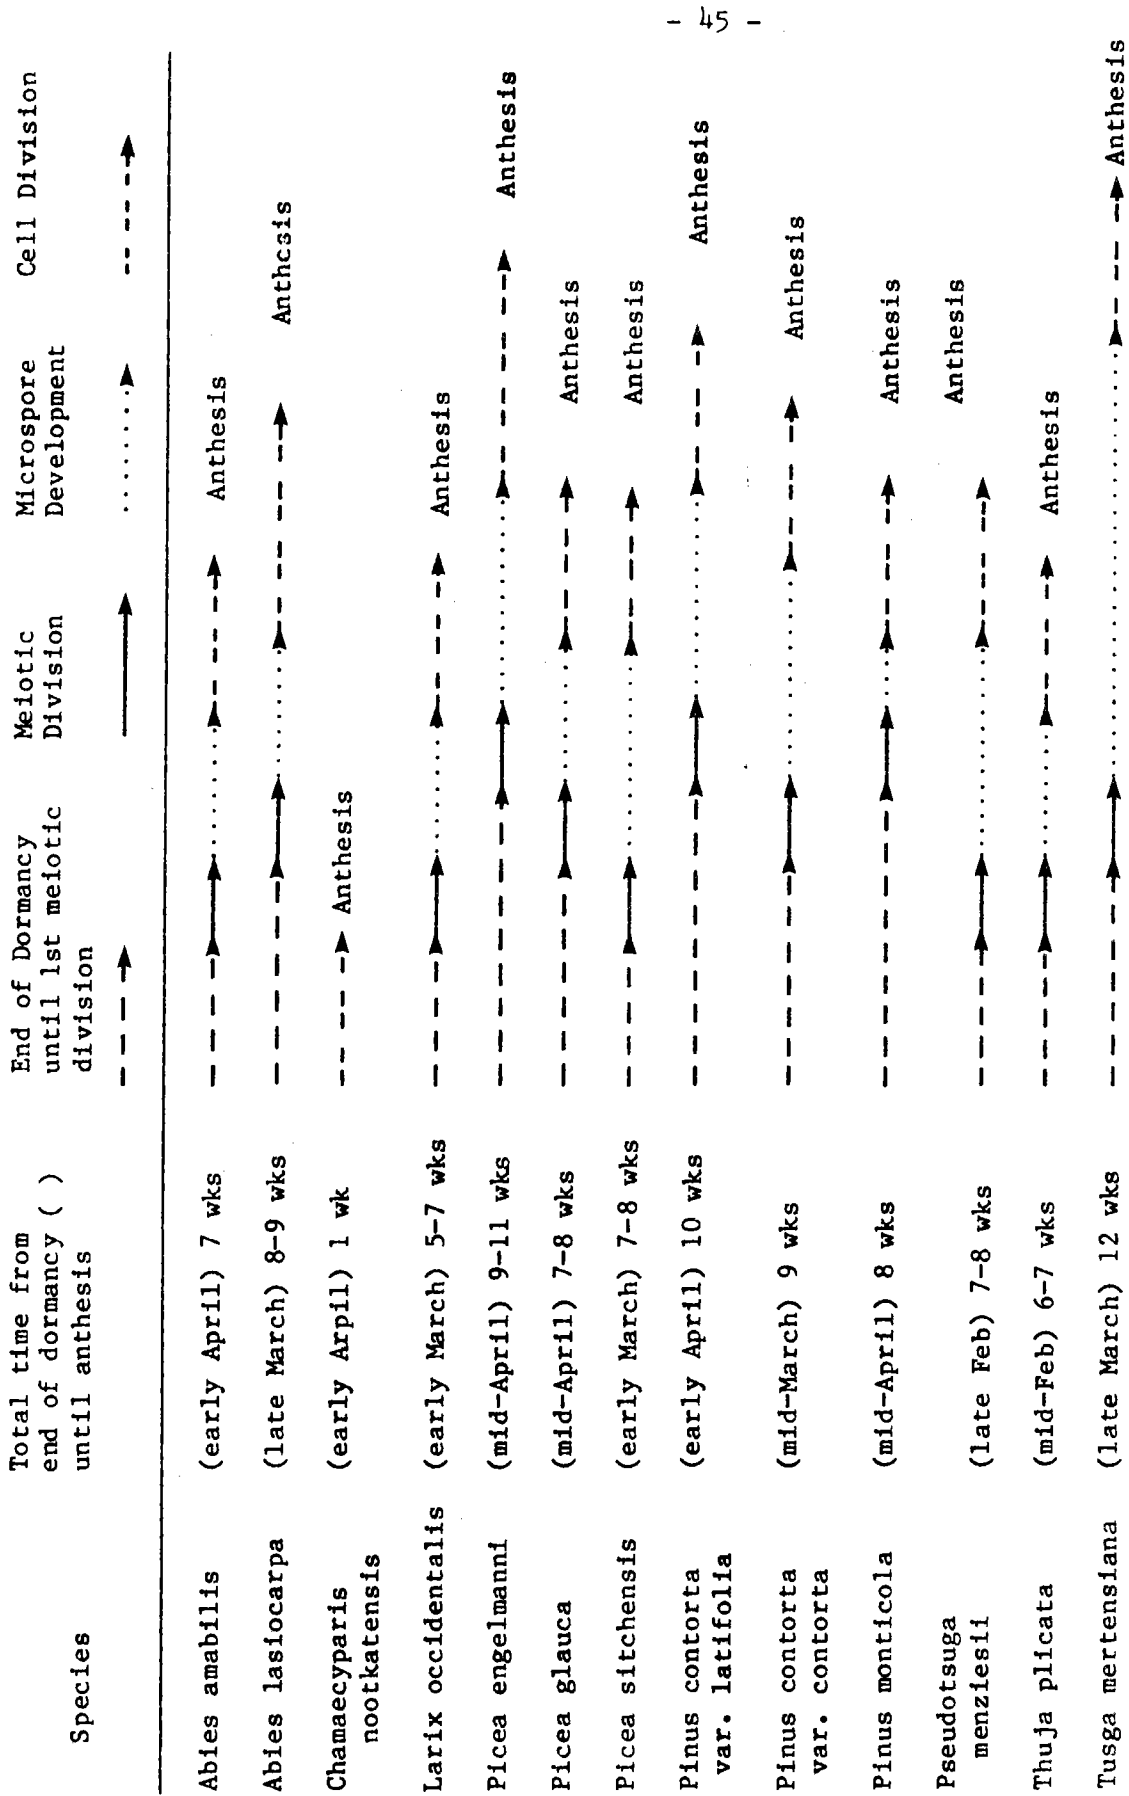 - 45 -
Total time from
end of dormancy ( )
until anthesis
End of Dormancy
until 1st meiotic
division
Meiotic
Division
Microspore
Development
Cell Division
Species
Abies amabilis (early April) 7 wks Anthesis
Abies lasiocarpa (late March) 8-9 wks Anthesis
Chamaecyparis (early Arpil) 1 wk Anthesis
nootkatensis
Larix occidentalis (early March) 5-7 wks Anthesis
Picea engelmanni (mid-April) 9-11 wks Anthesis
Picea glauca (mid-April) 7-8 wks Anthesis
Picea sitchensis (early March) 7-8 wks Anthesis
Pinus contorta (early April) 10 wks Anthesis
var. latifolia
Pinus contorta (mid-March) 9 wks Anthesis
var. contorta
Pinus monticola (mid-April) 8 wks Anthesis
Pseudotsuga Anthesis
menziesii (late Feb) 7-8 wks
Thuja plicata (mid-Feb) 6-7 wks Anthesis
Tusga mertensiana (late March) 12 wks Anthesis